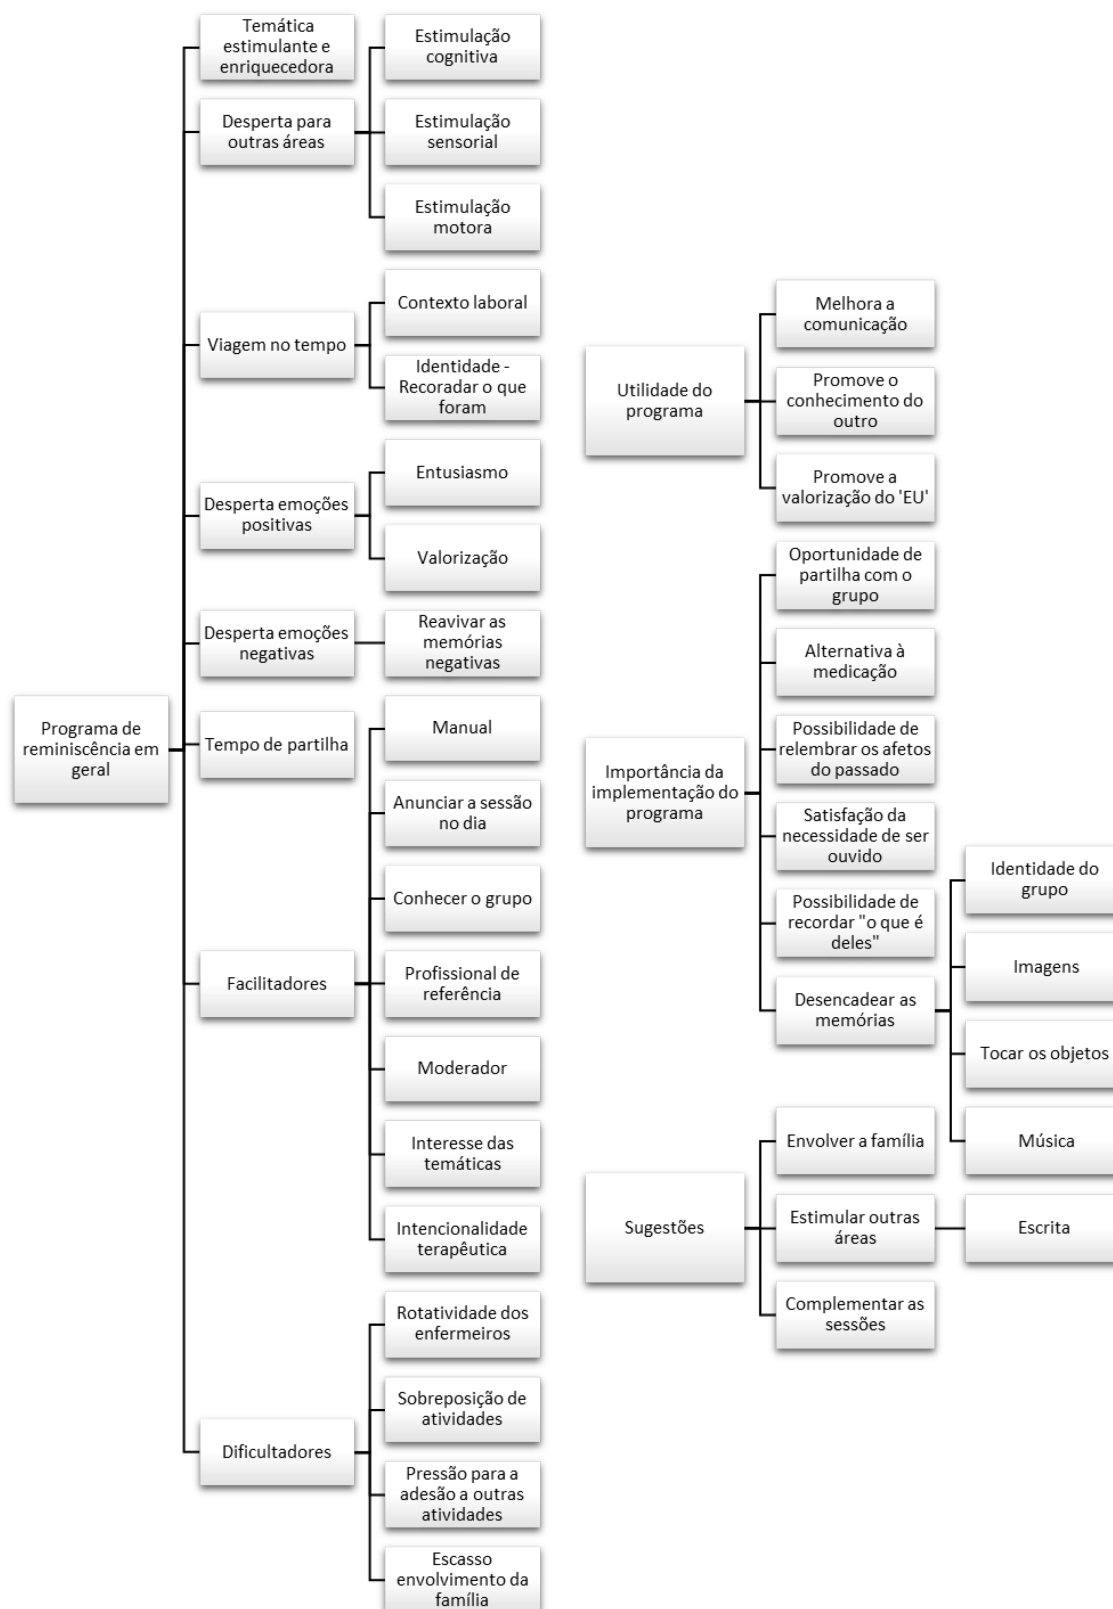 Programa de
reminiscência em
geral
Temática
estimulante e
enriquecedora
Desperta para
outras áreas
Estimulação
cognitiva
Estimulação
sensorial
Estimulação
motora
Viagem no tempo
Contexto laboral
Identidade -
Recoradar o que
foram
Desperta emoções
positivas
Entusiasmo
Valorização
Desperta emoções
negativas
Reavivar as
memórias
negativas
Tempo de partilha
Facilitadores
Manual
Anunciar a sessão
no dia
Conhecer o grupo
Profissional de
referência
Moderador
Interesse das
temáticas
Intencionalidade
terapêutica
Dificultadores
Rotatividade dos
enfermeiros
Sobreposição de
atividades
Pressão para a
adesão a outras
atividades
Escasso
envolvimento da
família
Utilidade do
programa
Melhora a
comunicação
Promove o
conhecimento do
outro
Promove a
valorização do 'EU'
Importância da
implementação do
programa
Oportunidade de
partilha com o
grupo
Alternativa à
medicação
Possibilidade de
relembrar os afetos
do passado
Satisfação da
necessidade de ser
ouvido
Possibilidade de
recordar "o que é
deles"
Desencadear as
memórias
Identidade do
grupo
Imagens
Tocar os objetos
Música
Sugestões
Envolver a família
Estimular outras
áreas
Escrita
Complementar as
sessões